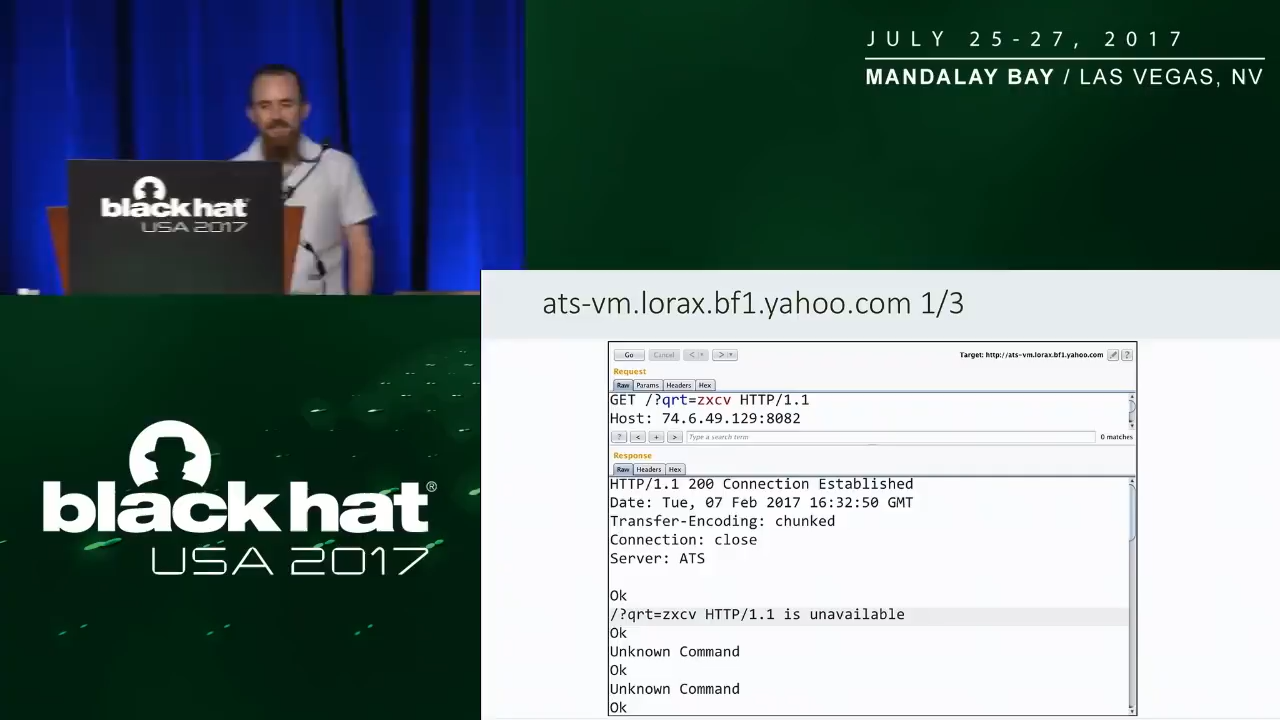 JULY 25-27, 2017
MANDALAY BAY / LAS VEGAS, NV
black hat
USA 2017
ats-vm.lorax.bf1.yahoo.com 1/3
Go Cancel < > Target: http://ats-vm.lorax.bf1.yahoo.com ?
Request
Raw Params Headers Hex
GET /?qrt=zxcv HTTP/1.1
Host: 74.6.49.129:8082
? < + > Type a search term 0 matches
Response
Raw Headers Hex
HTTP/1.1 200 Connection Established
Date: Tue, 07 Feb 2017 16:32:50 GMT
Transfer-Encoding: chunked
Connection: close
Server: ATS
Ok
/?qrt=zxcv HTTP/1.1 is unavailable
Ok
Unknown Command
Ok
Unknown Command
Ok
black hat®
USA 2017